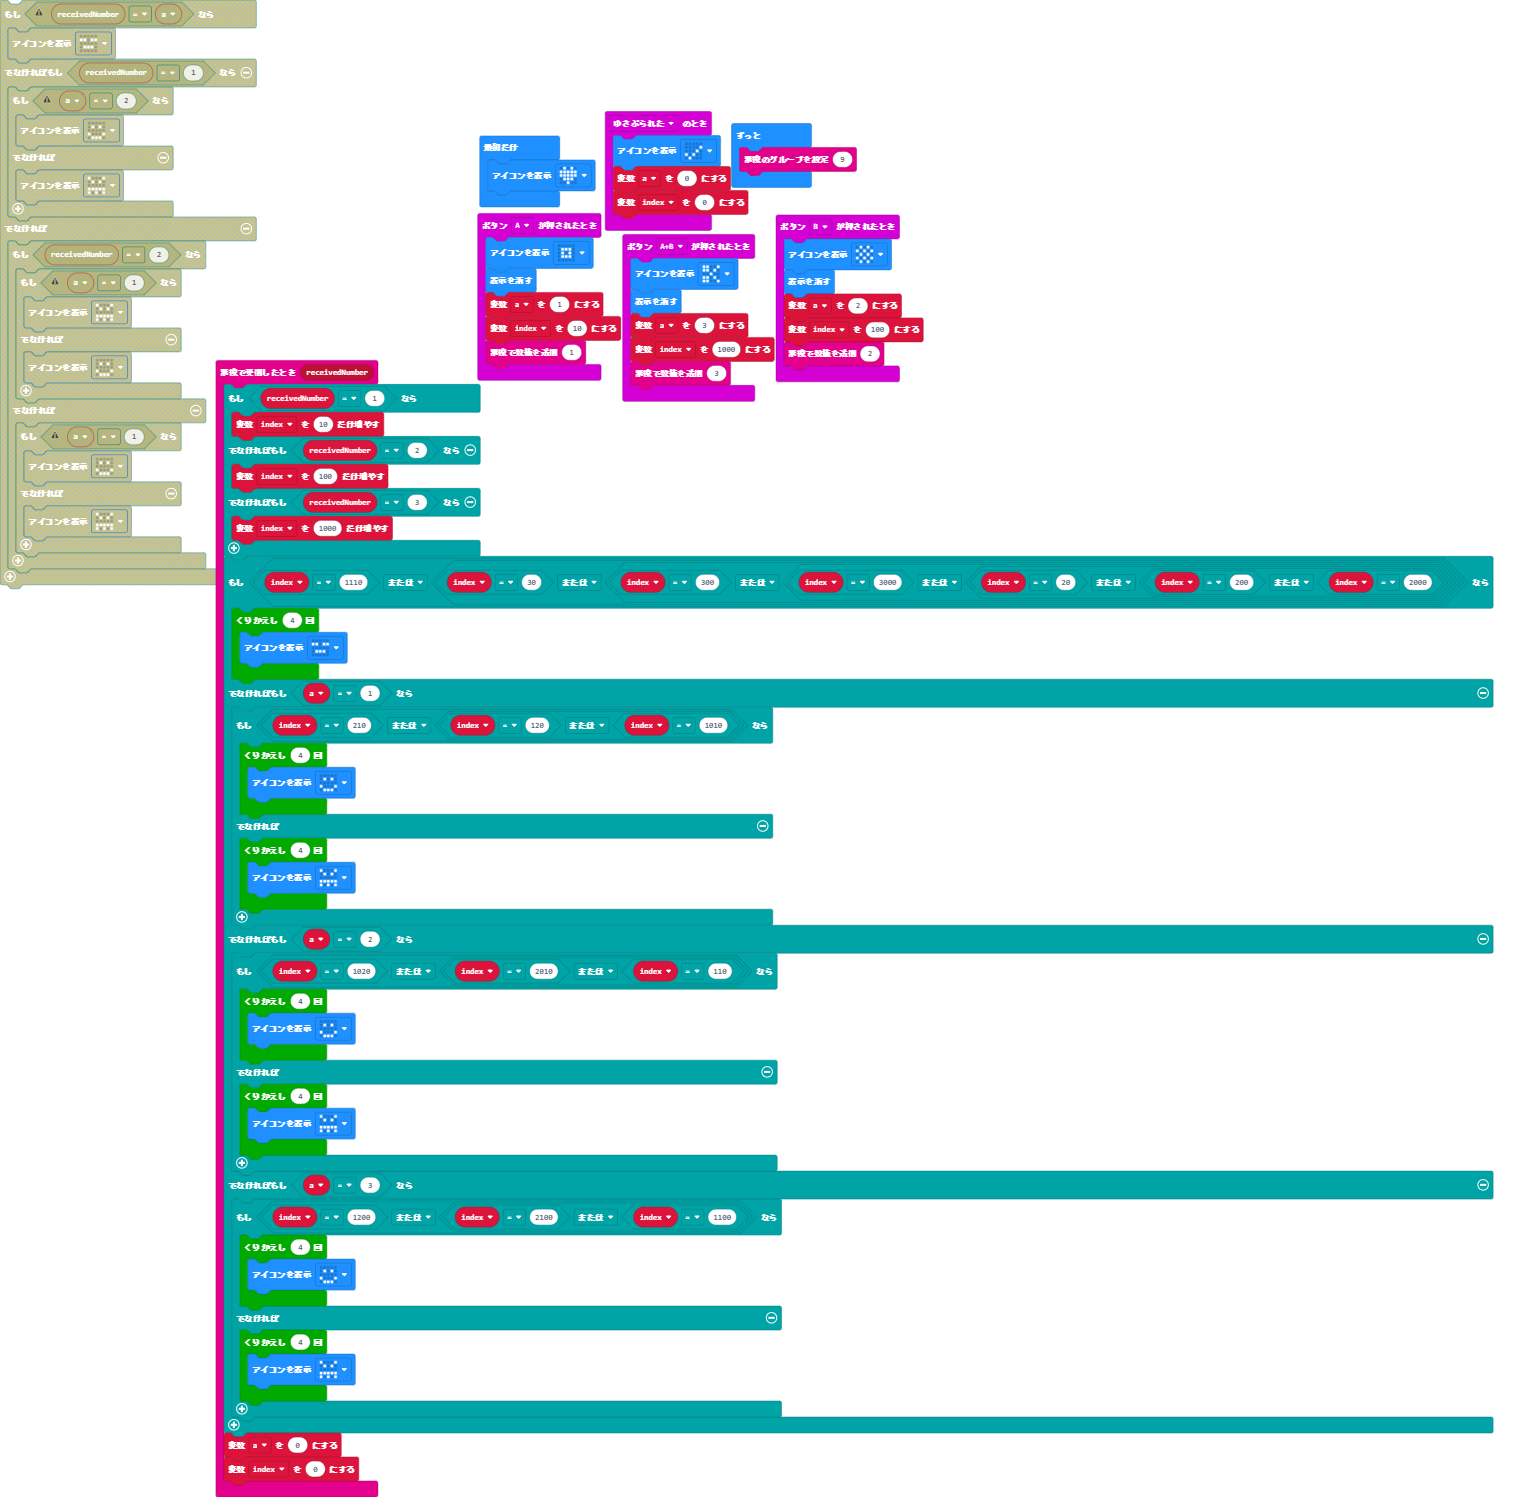 もし receivedNumber = a なら
アイコンを表示
でなければもし receivedNumber = 1 なら
もし a = 2 なら
アイコンを表示
でなければ
アイコンを表示
でなければ
もし receivedNumber = 2 なら
もし a = 1 なら
アイコンを表示
でなければ
アイコンを表示
でなければ
もし a = 1 なら
アイコンを表示
でなければ
アイコンを表示
最初だけ
アイコンを表示
ゆさぶられた のとき
アイコンを表示
変数 a を 0 にする
変数 index を 0 にする
ずっと
無線のグループを設定 9
ボタン A が押されたとき
アイコンを表示
表示を消す
変数 a を 1 にする
変数 index を 10 にする
無線で数値を送信 1
ボタン A+B が押されたとき
アイコンを表示
表示を消す
変数 a を 3 にする
変数 index を 1000 にする
無線で数値を送信 3
ボタン B が押されたとき
アイコンを表示
表示を消す
変数 a を 2 にする
変数 index を 100 にする
無線で数値を送信 2
無線で受信したとき receivedNumber
もし receivedNumber = 1 なら
変数 index を 10 だけ増やす
でなければもし receivedNumber = 2 なら
変数 index を 100 だけ増やす
でなければもし receivedNumber = 3 なら
変数 index を 1000 だけ増やす
もし index = 1110 または index = 30 または index = 300 または index = 3000 または index = 20 または index = 200 または index = 2000 なら
くりかえし 4 回
アイコンを表示
でなければもし a = 1 なら
もし index = 210 または index = 120 または index = 1010 なら
くりかえし 4 回
アイコンを表示
でなければ
くりかえし 4 回
アイコンを表示
でなければもし a = 2 なら
もし index = 1020 または index = 2010 または index = 110 なら
くりかえし 4 回
アイコンを表示
でなければ
くりかえし 4 回
アイコンを表示
でなければもし a = 3 なら
もし index = 1200 または index = 2100 または index = 1100 なら
くりかえし 4 回
アイコンを表示
でなければ
くりかえし 4 回
アイコンを表示
変数 a を 0 にする
変数 index を 0 にする